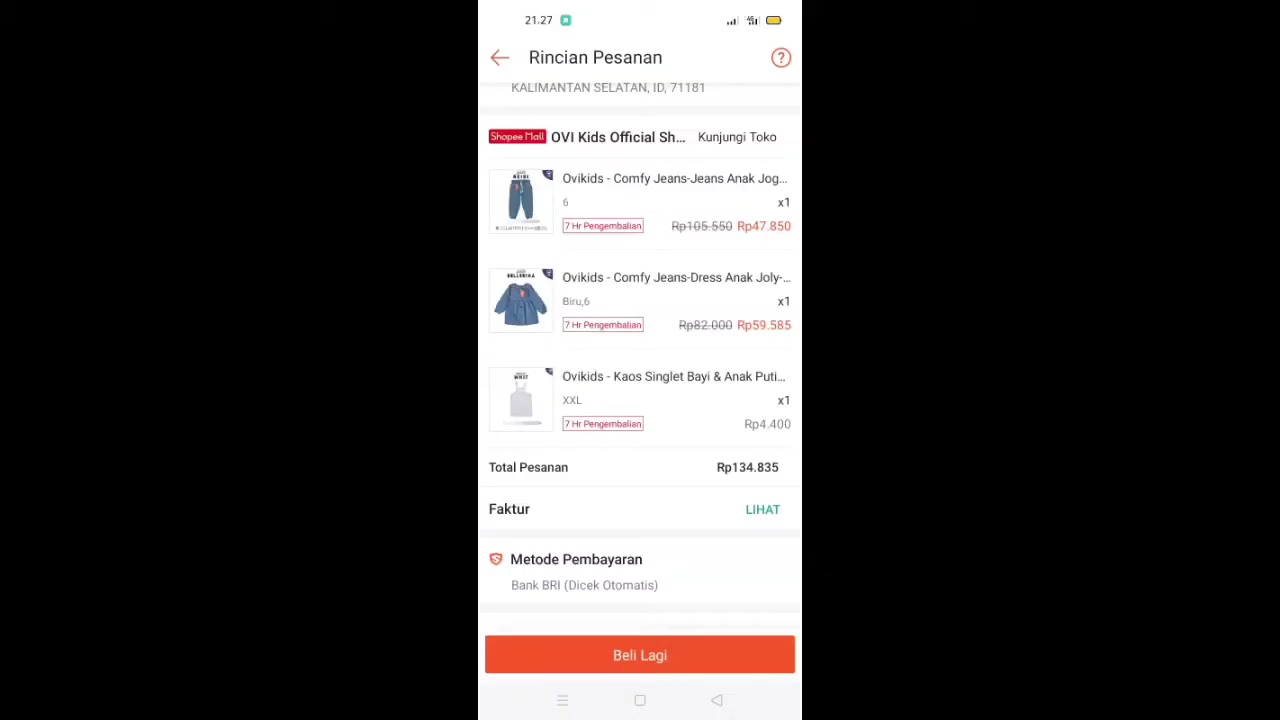 21.27
Rincian Pesanan
KALIMANTAN SELATAN, ID, 71181
Shopee Mall OVI Kids Official Sh... Kunjungi Toko
Ovikids - Comfy Jeans-Jeans Anak Jog...
6 x1
7 Hr Pengembalian Rp105.550 Rp47.850
Ovikids - Comfy Jeans-Dress Anak Joly-...
Biru,6 x1
7 Hr Pengembalian Rp82.000 Rp59.585
Ovikids - Kaos Singlet Bayi & Anak Puti...
XXL x1
7 Hr Pengembalian Rp4.400
Total Pesanan Rp134.835
Faktur LIHAT
Metode Pembayaran
Bank BRI (Dicek Otomatis)
Beli Lagi